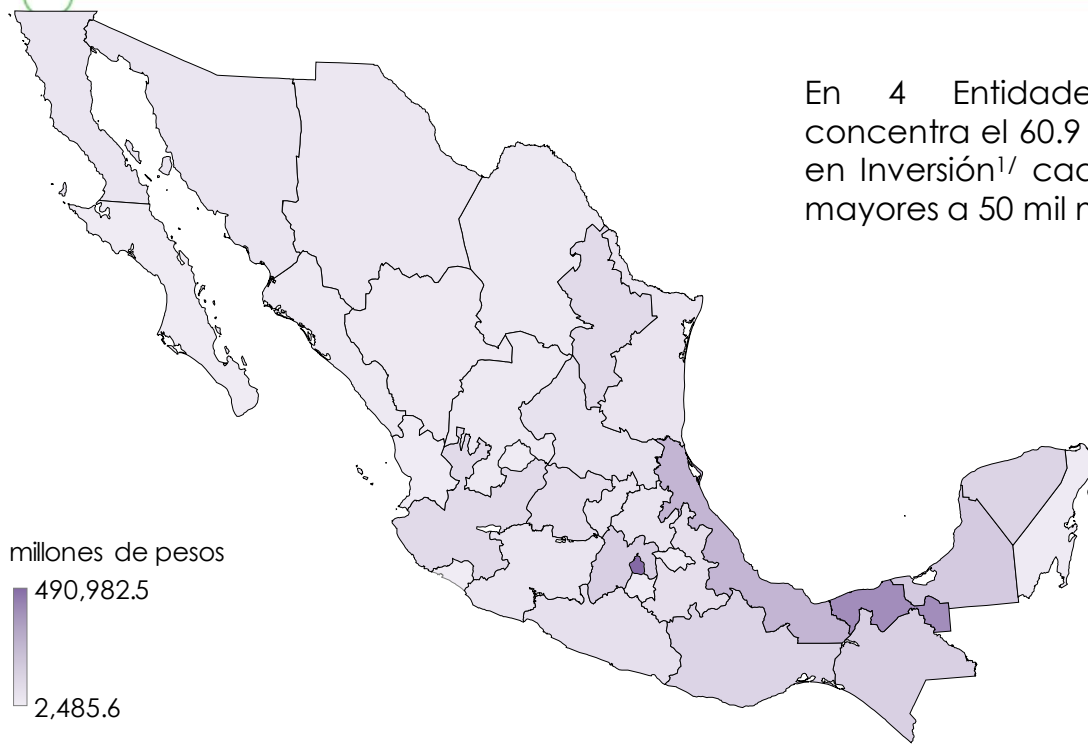 En 4 Entidade
concentra el 60.9
en Inversión1/ cad
mayores a 50 mil
millones de pesos
490,982.5
2,485.6